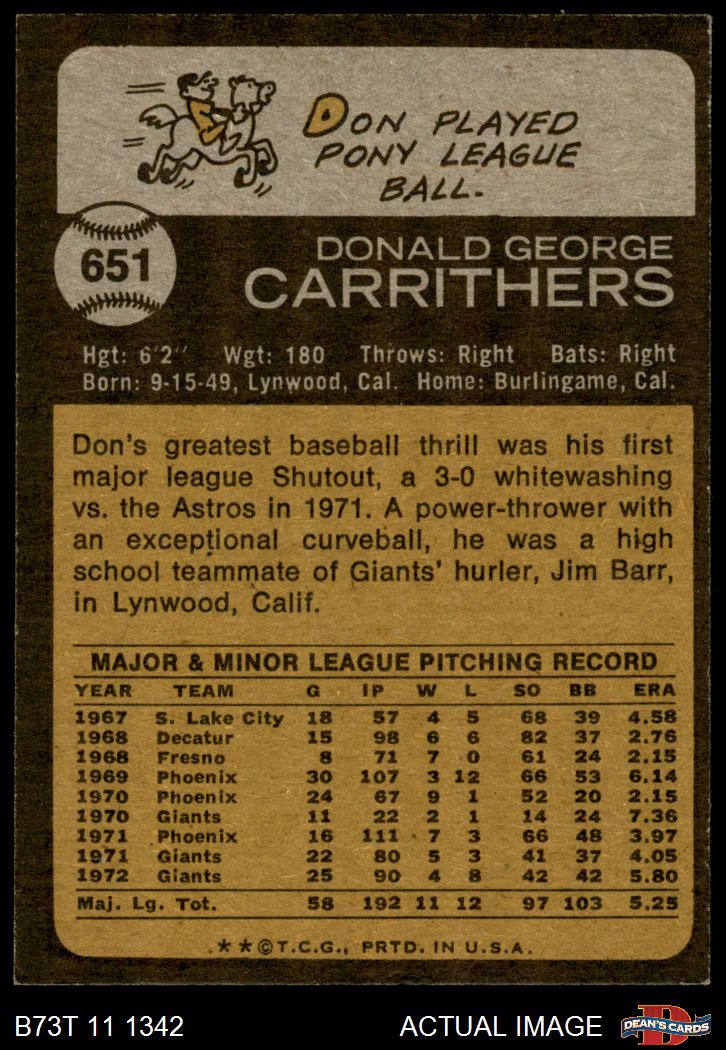 DON PLAYED
PONY LEAGUE
BALL.
651
DONALD GEORGE
CARRITHERS
Hgt: 6'2" Wgt: 180 Throws: Right Bats: Right
Born: 9-15-49, Lynwood, Cal. Home: Burlingame, Cal.
Don's greatest baseball thrill was his first
major league Shutout, a 3-0 whitewashing
vs. the Astros in 1971. A power-thrower with
an exceptional curveball, he was a high
school teammate of Giants' hurler, Jim Barr,
in Lynwood, Calif.
MAJOR & MINOR LEAGUE PITCHING RECORD
YEAR TEAM G IP W L SO BB ERA
1967 S. Lake City 18 57 4 5 68 39 4.58
1968 Decatur 15 98 6 6 82 37 2.76
1968 Fresno 8 71 7 0 61 24 2.15
1969 Phoenix 30 107 3 12 66 53 6.14
1970 Phoenix 24 67 9 1 52 20 2.15
1970 Giants 11 22 2 1 14 24 7.36
1971 Phoenix 16 111 7 3 66 48 3.97
1971 Giants 22 80 5 3 41 37 4.05
1972 Giants 25 90 4 8 42 42 5.80
Maj. Lg. Tot. 58 192 11 12 97 103 5.25
**©T.C.G., PRTD. IN U.S.A.
B73T 11 1342 ACTUAL IMAGE D DEAN'S CARDS